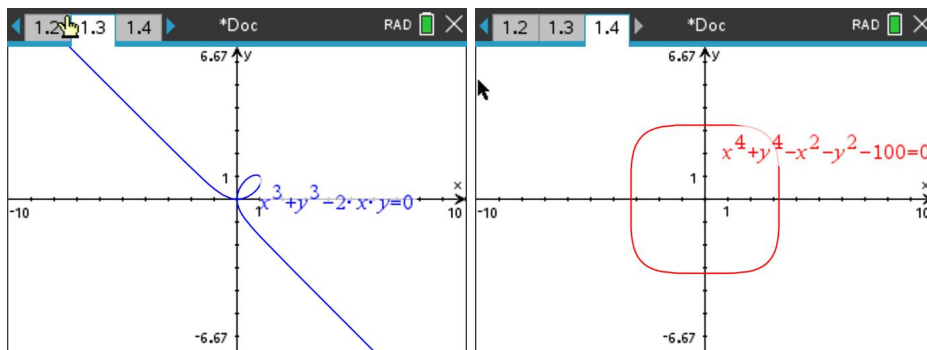 1.2 1.3 1.4 *Doc RAD
6.67 y
x³+y³-2·x·y=0
1
x
-10
1
10
-6.67
1.2 1.3 1.4 *Doc RAD
6.67 y
x⁴+y⁴-x²-y²-100=0
1
x
-10
1
10
-6.67